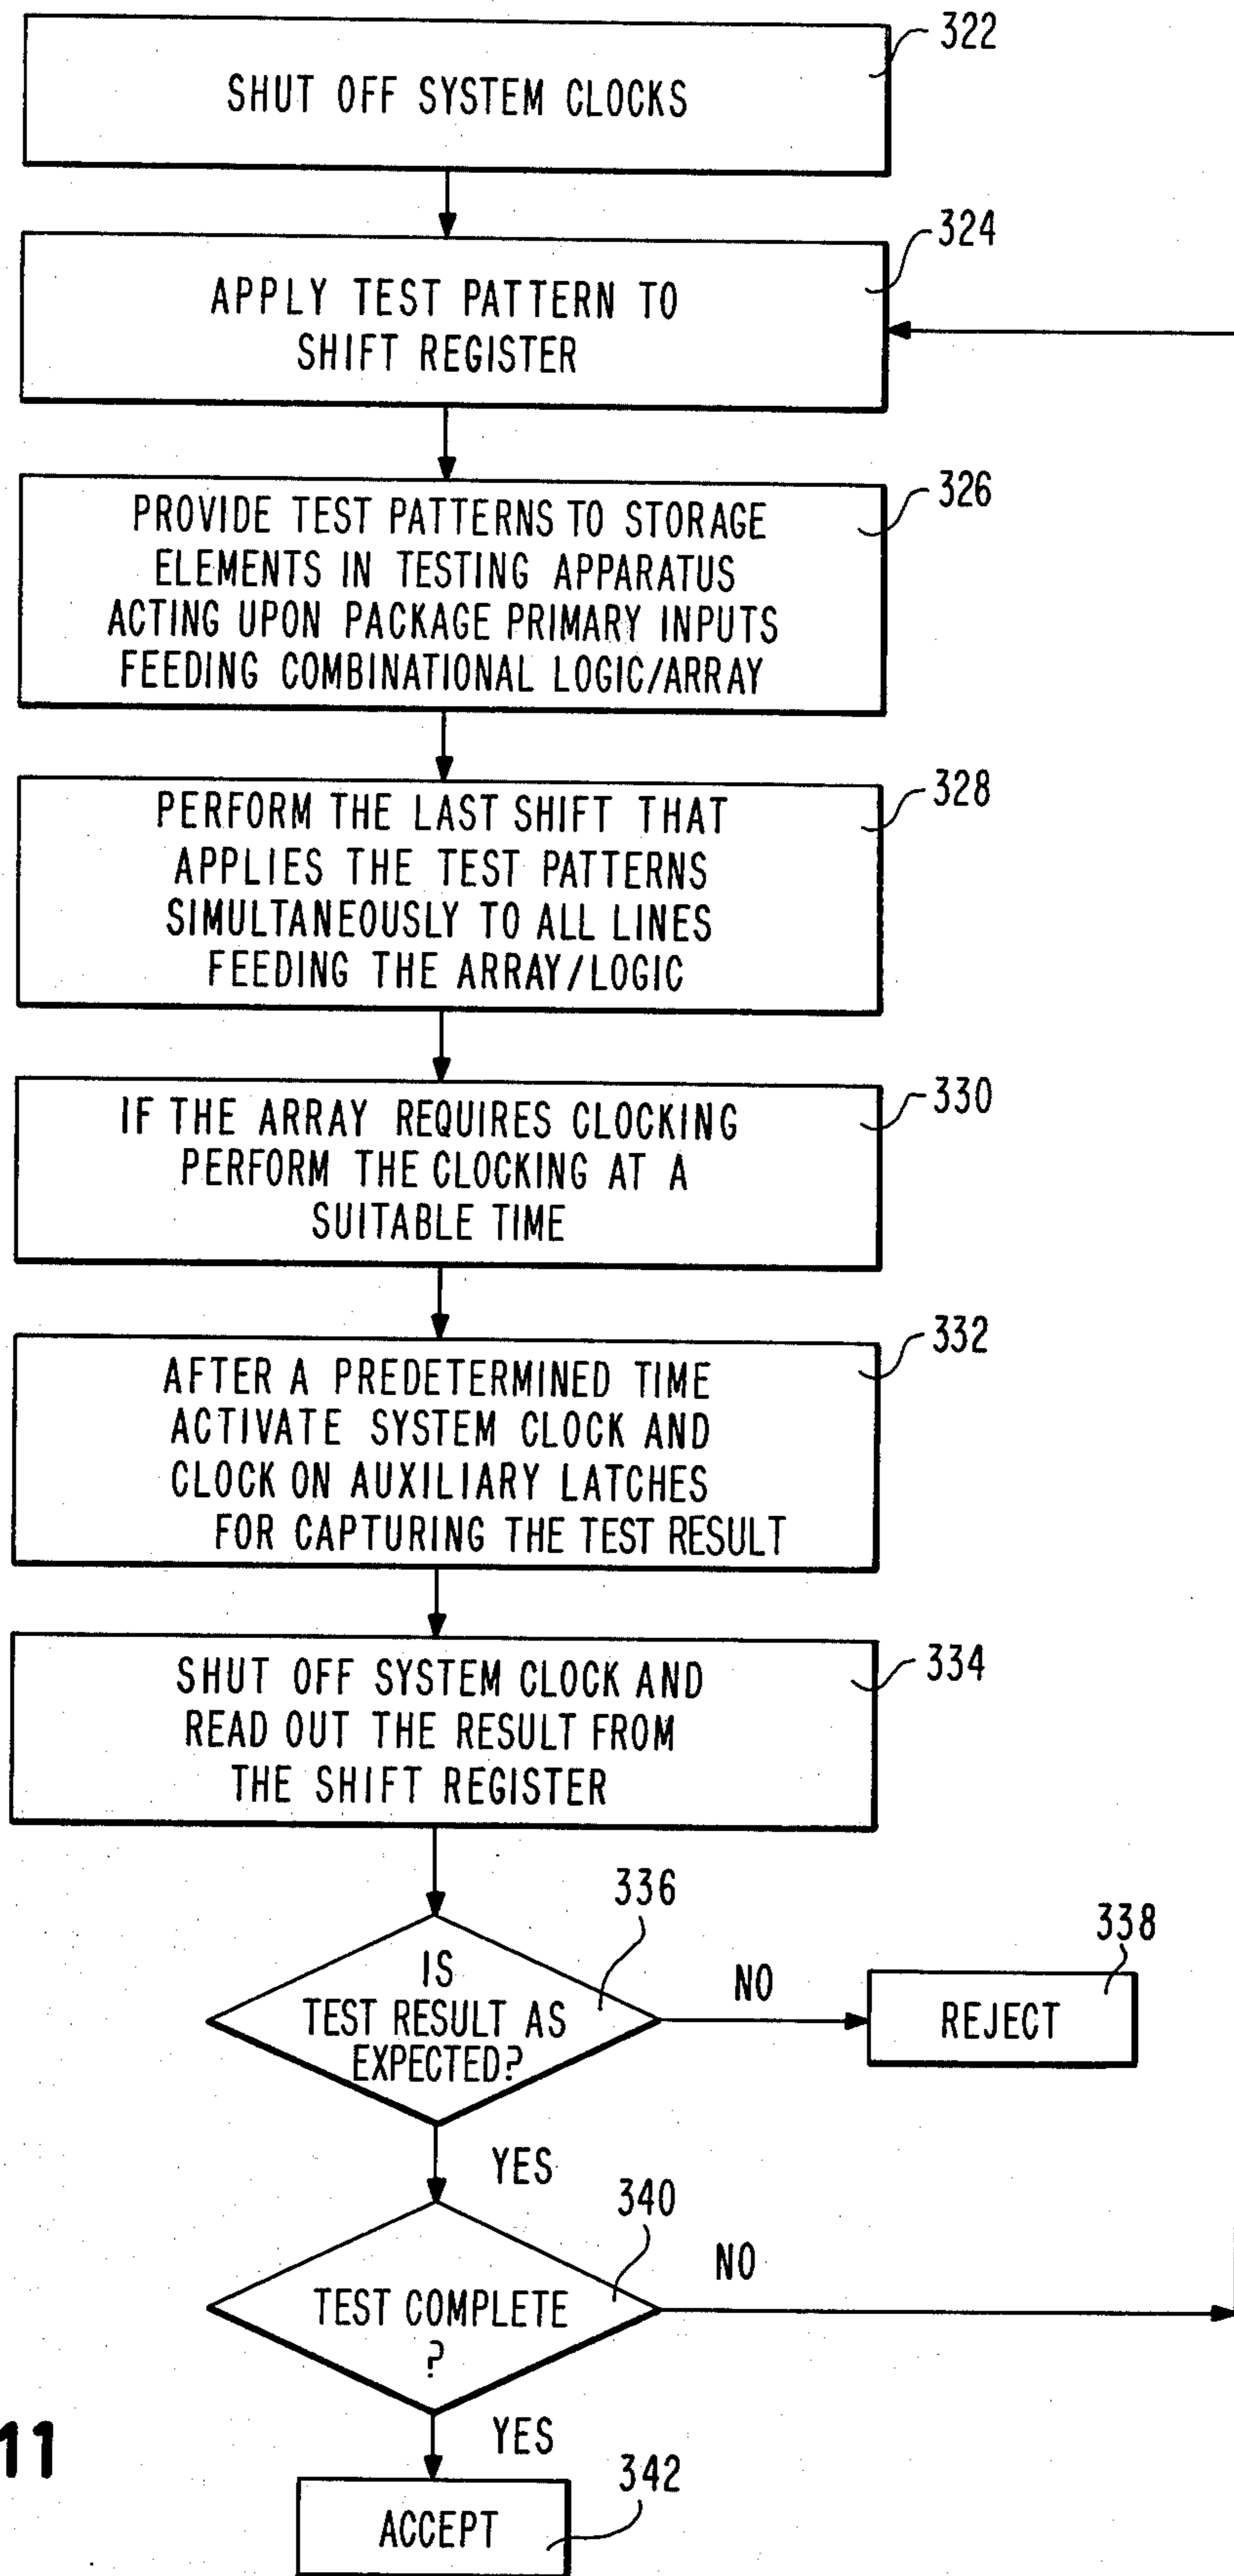 322
SHUT OFF SYSTEM CLOCKS
324
APPLY TEST PATTERN TO
SHIFT REGISTER
326
PROVIDE TEST PATTERNS TO STORAGE
ELEMENTS IN TESTING APPARATUS
ACTING UPON PACKAGE PRIMARY INPUTS
FEEDING COMBINATIONAL LOGIC/ARRAY
328
PERFORM THE LAST SHIFT THAT
APPLIES THE TEST PATTERNS
SIMULTANEOUSLY TO ALL LINES
FEEDING THE ARRAY/LOGIC
330
IF THE ARRAY REQUIRES CLOCKING
PERFORM THE CLOCKING AT A
SUITABLE TIME
332
AFTER A PREDETERMINED TIME
ACTIVATE SYSTEM CLOCK AND
CLOCK ON AUXILIARY LATCHES
FOR CAPTURING THE TEST RESULT
334
SHUT OFF SYSTEM CLOCK AND
READ OUT THE RESULT FROM
THE SHIFT REGISTER
336
IS
TEST RESULT AS
EXPECTED?
NO
338
REJECT
YES
340
TEST COMPLETE
?
NO
YES
11
342
ACCEPT